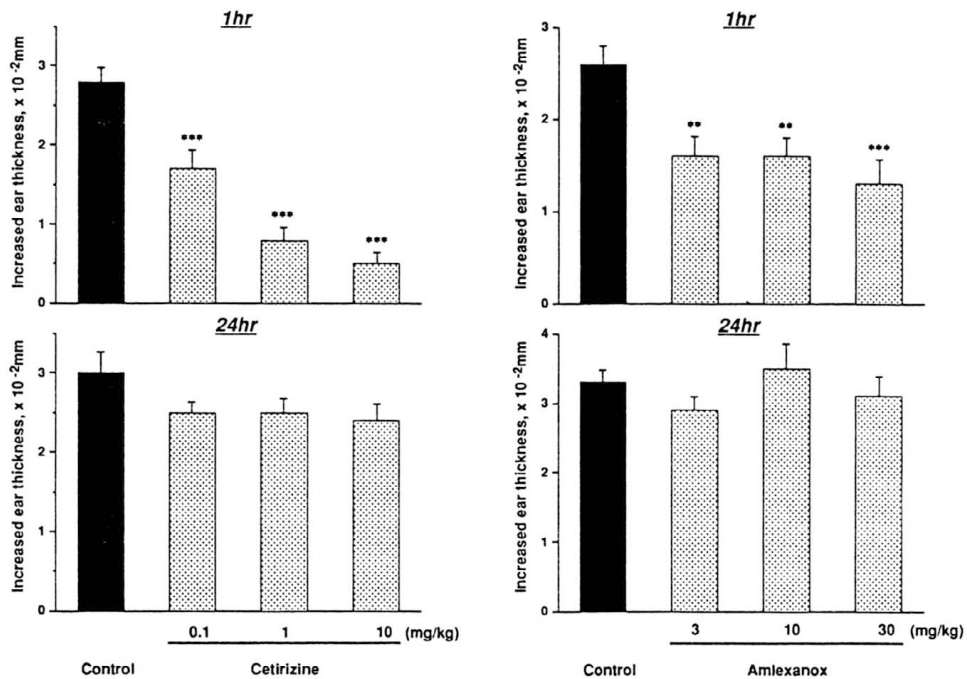 1hr
Increased ear thickness, x 10 -2mm
3
2
1
0
***
***
***
1hr
Increased ear thickness, x 10 -2mm
3
2
1
0
**
**
***
24hr
Increased ear thickness, x 10 -2mm
3
2
1
0
0.1 1 10 (mg/kg)
Control Cetirizine
24hr
Increased ear thickness, x 10 -2mm
4
3
2
1
0
3 10 30 (mg/kg)
Control Amlexanox